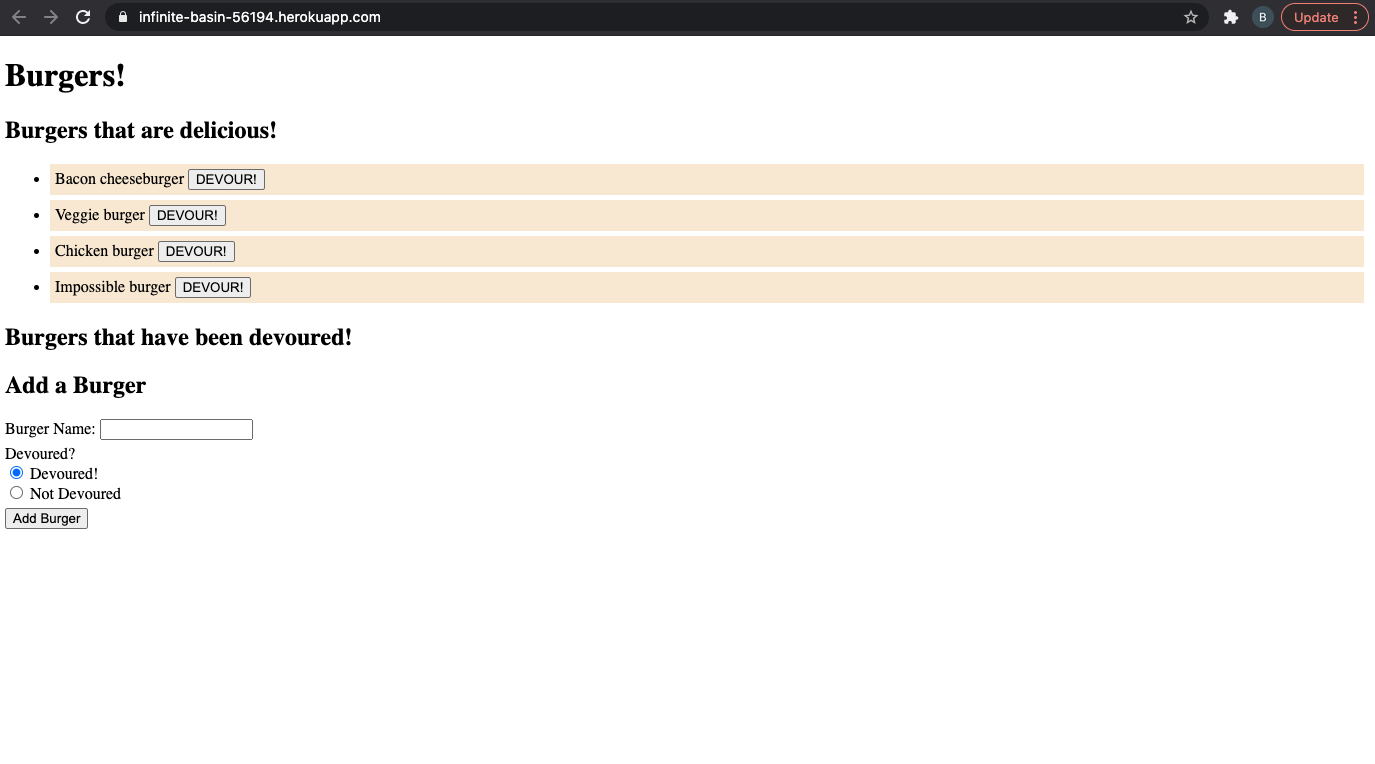 infinite-basin-56194.herokuapp.com B Update
Burgers!
Burgers that are delicious!
Bacon cheeseburger DEVOUR!
Veggie burger DEVOUR!
Chicken burger DEVOUR!
Impossible burger DEVOUR!
Burgers that have been devoured!
Add a Burger
Burger Name:
Devoured?
Devoured!
Not Devoured
Add Burger